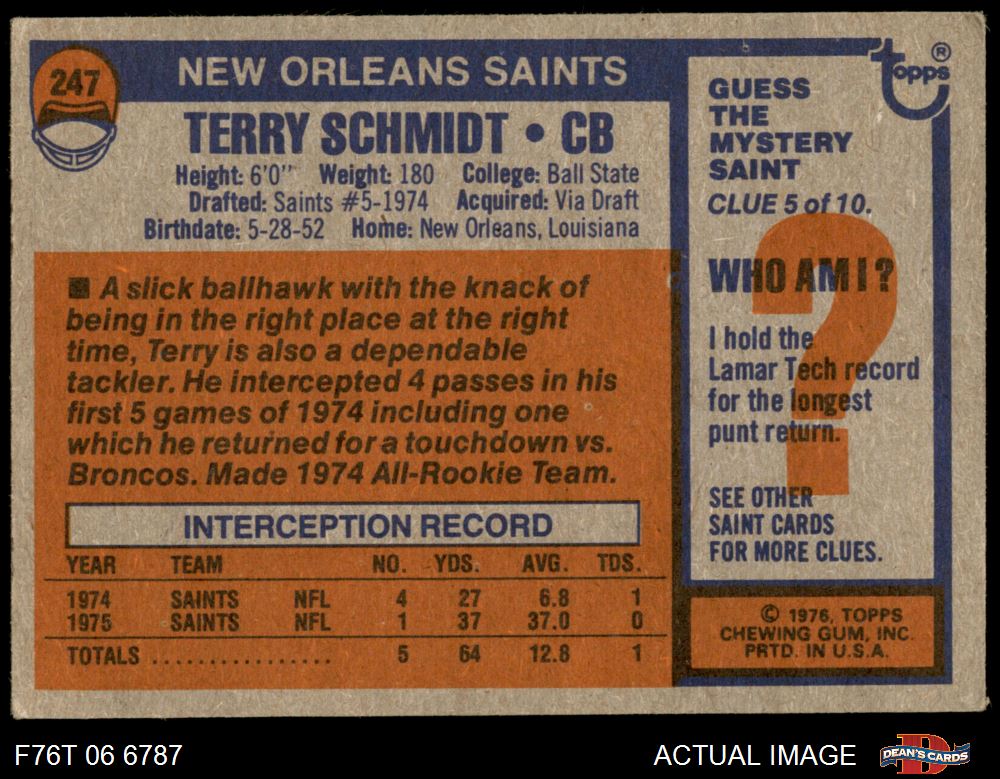 247
NEW ORLEANS SAINTS
TERRY SCHMIDT • CB
Height: 6'0" Weight: 180 College: Ball State
Drafted: Saints #5-1974 Acquired: Via Draft
Birthdate: 5-28-52 Home: New Orleans, Louisiana
■ A slick ballhawk with the knack of
being in the right place at the right
time, Terry is also a dependable
tackler. He intercepted 4 passes in his
first 5 games of 1974 including one
which he returned for a touchdown vs.
Broncos. Made 1974 All-Rookie Team.
INTERCEPTION RECORD
YEAR TEAM NO. YDS. AVG. TDS.
1974 SAINTS NFL 4 27 6.8 1
1975 SAINTS NFL 1 37 37.0 0
TOTALS ................ 5 64 12.8 1
topps ®
GUESS
THE
MYSTERY
SAINT
CLUE 5 of 10.
?
WHO AM I?
I hold the
Lamar Tech record
for the longest
punt return.
SEE OTHER
SAINT CARDS
FOR MORE CLUES.
© 1976, TOPPS
CHEWING GUM, INC.
PRTD. IN U.S.A.
F76T 06 6787
ACTUAL IMAGE
D
DEAN'S CARDS